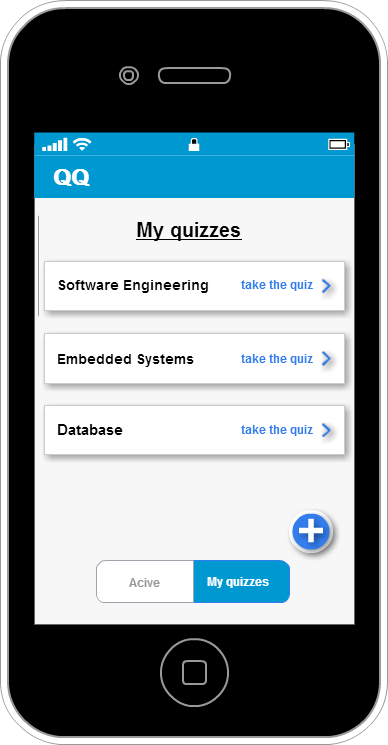 QQ
My quizzes
Software Engineering take the quiz
Embedded Systems take the quiz
Database take the quiz
Acive My quizzes